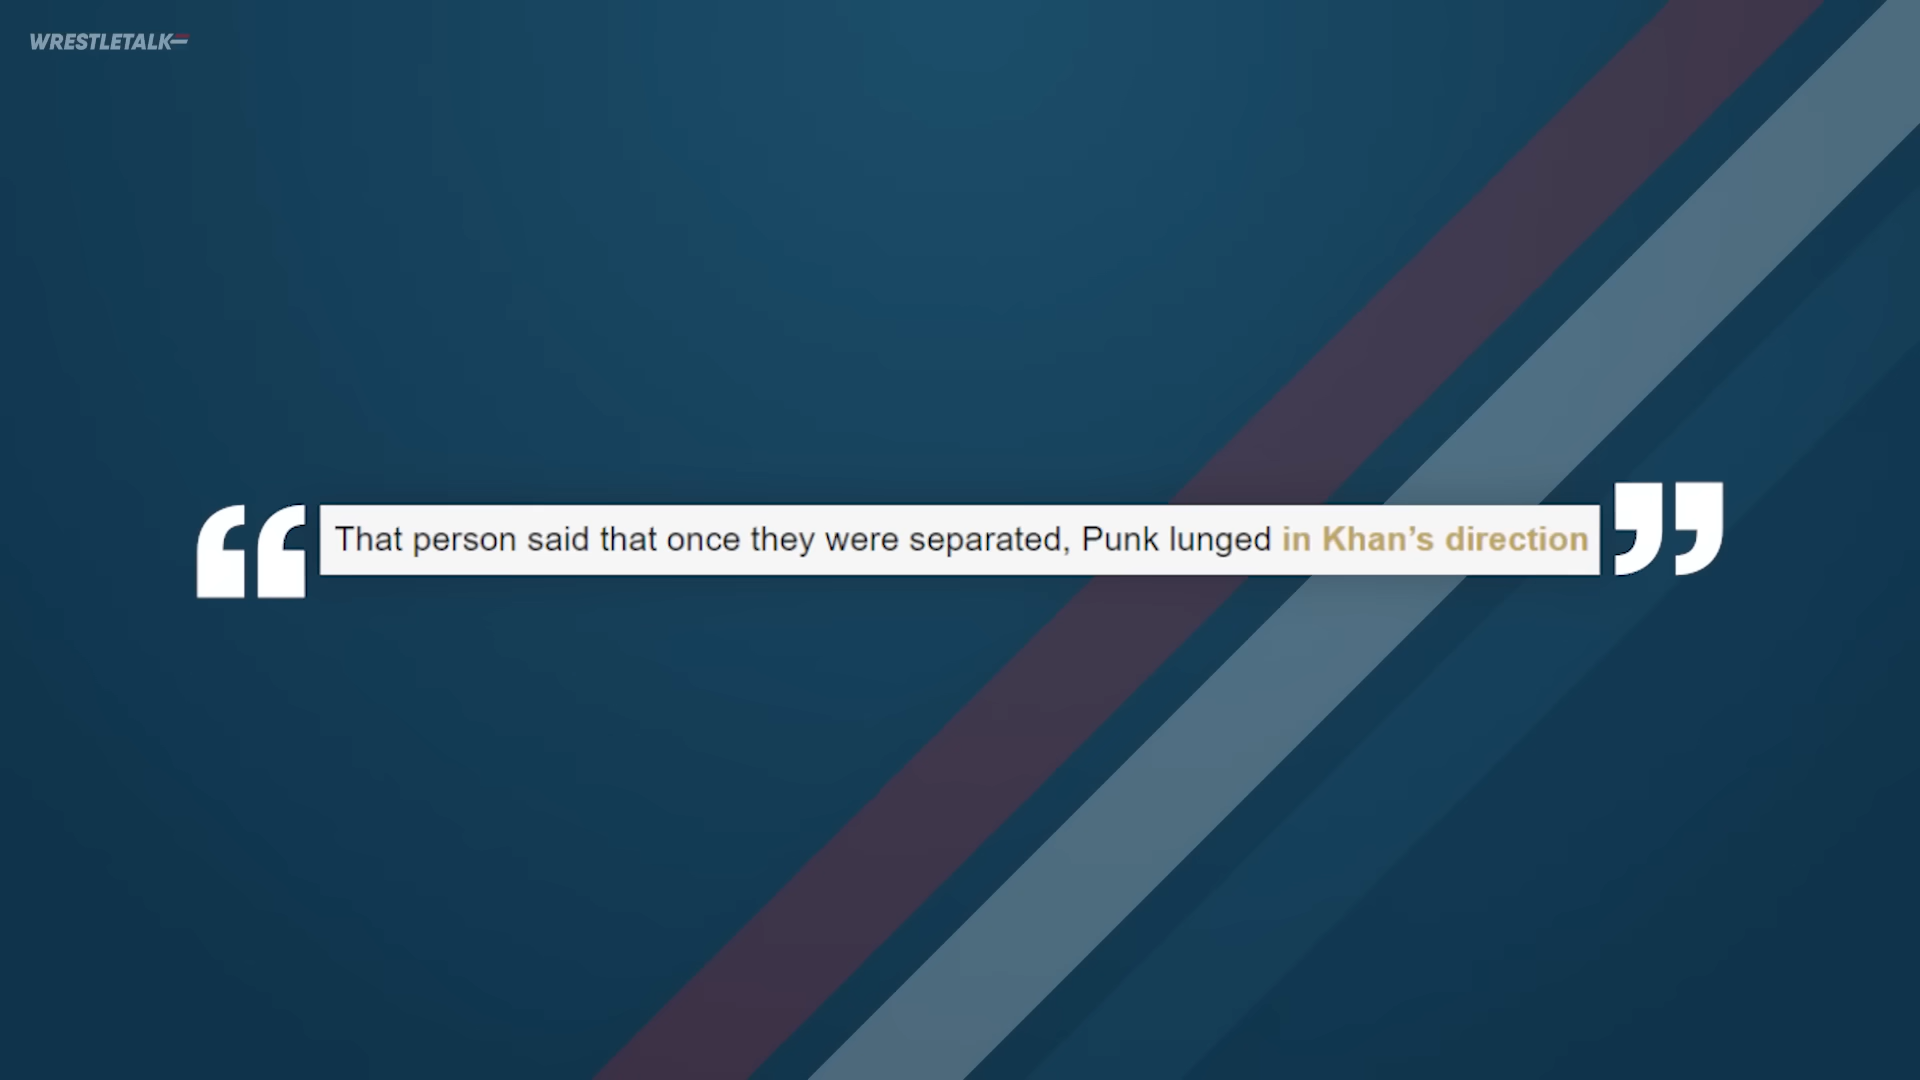 WRESTLETALK
“ That person said that once they were separated, Punk lunged in Khan’s direction ”